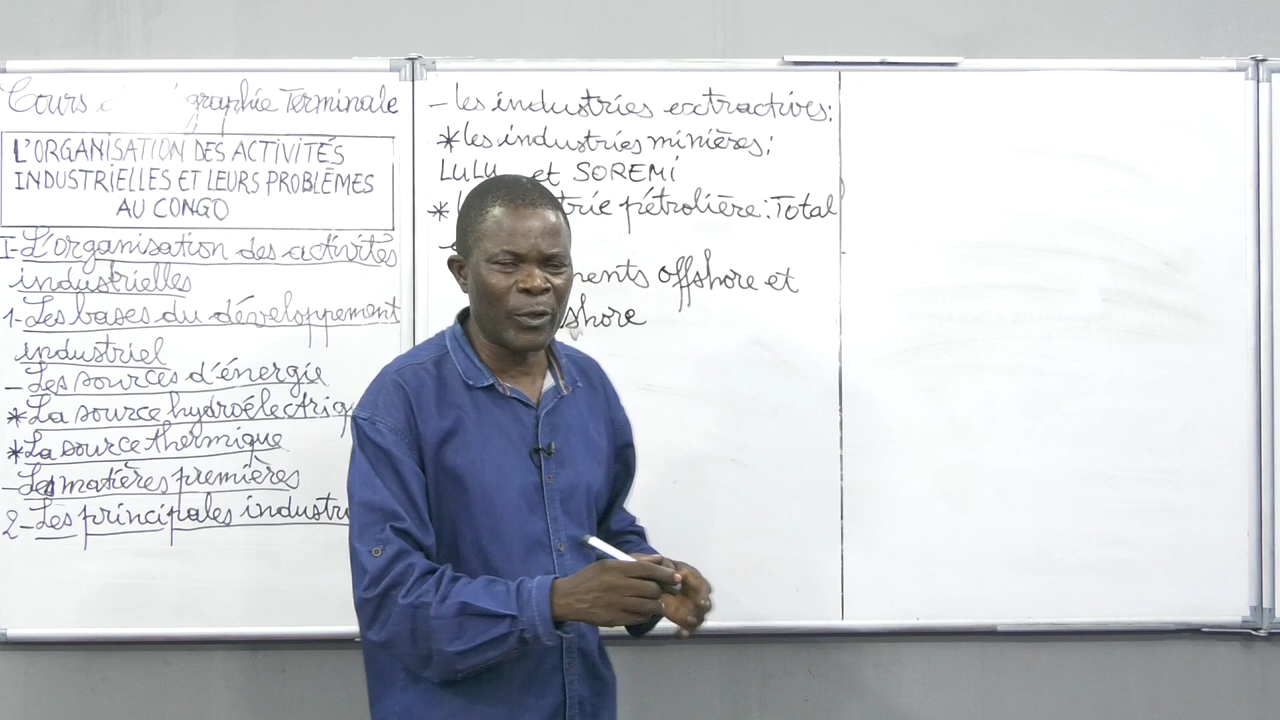 Cours graphie Terminale
L'ORGANISATION DES ACTIVITÉS
INDUSTRIELLES ET LEURS PROBLÈMES
AU CONGO
I-L'organisation des activités
industrielles
1-Les bases du développement
industriel
-Les sources d'énergie
*La source hydroélectriq
*La source thermique
-Les matières premières
2-Les principales industri
-les industries extractives:
*les industries minières:
LULU et SOREMI
* trie pétrolière:Total
ments offshore et
shore